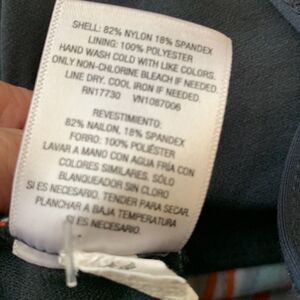 SHELL: 82% NYLON 18% SPANDEX
LINING: 100% POLYESTER
HAND WASH COLD WITH LIKE COLORS.
ONLY NON-CHLORINE BLEACH IF NEEDED.
LINE DRY. COOL IRON IF NEEDED.
RN17730 VN1087006
REVESTIMIENTO:
82% NAILON, 18% SPANDEX
FORRO: 100% POLIÉSTER
LAVAR A MANO CON AGUA FRÍA CON
COLORES SIMILARES. SÓLO
BLANQUEADOR SIN CLORO
SI ES NECESARIO. TENDER PARA SECAR.
PLANCHAR A BAJA TEMPERATURA
SI ES NECESARIO.